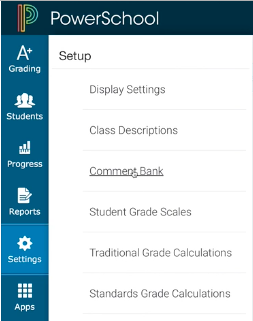 PowerSchool
A+
Grading
Students
Progress
Reports
Settings
Apps
Setup
Display Settings
Class Descriptions
Comment Bank
Student Grade Scales
Traditional Grade Calculations
Standards Grade Calculations